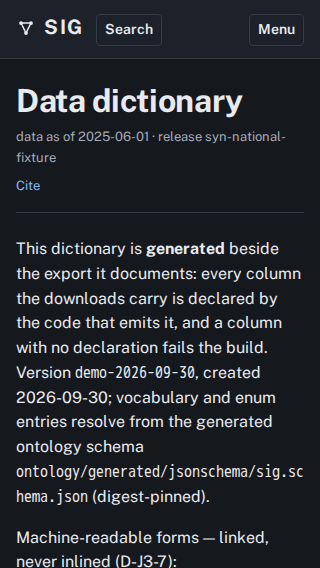 SIG Search Menu
Data dictionary
data as of 2025-06-01 · release syn-national-
fixture
Cite
This dictionary is generated beside
the export it documents: every column
the downloads carry is declared by
the code that emits it, and a column
with no declaration fails the build.
Version demo-2026-09-30, created
2026-09-30; vocabulary and enum
entries resolve from the generated
ontology schema
ontology/generated/jsonschema/sig.sc
hema.json (digest-pinned).
Machine-readable forms — linked,
never inlined (D-J3-7):